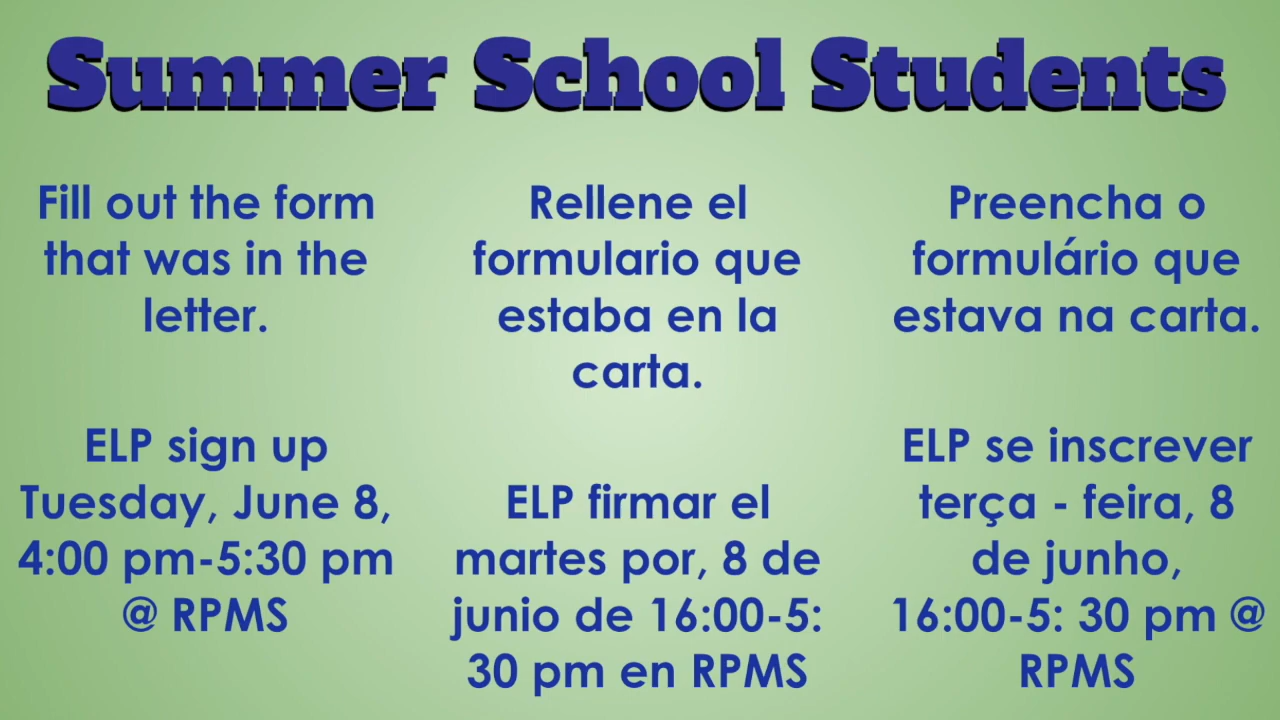 Summer School Students
Fill out the form
that was in the
letter.
ELP sign up
Tuesday, June 8,
4:00 pm-5:30 pm
@ RPMS
Rellene el
formulario que
estaba en la
carta.
ELP firmar el
martes por, 8 de
junio de 16:00-5:
30 pm en RPMS
Preencha o
formulário que
estava na carta.
ELP se inscrever
terça - feira, 8
de junho,
16:00-5: 30 pm @
RPMS